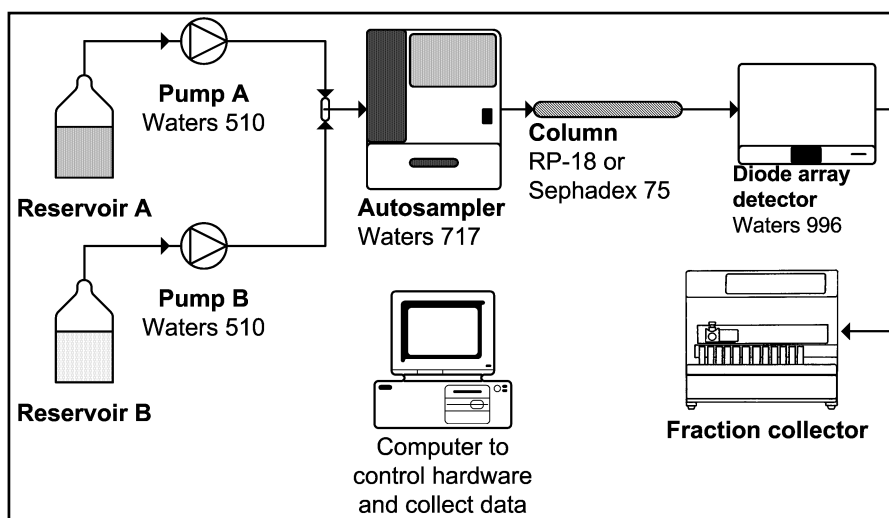 Pump A
Waters 510
Reservoir A
Autosampler
Waters 717
Column
RP-18 or
Sephadex 75
Diode array
detector
Waters 996
Pump B
Waters 510
Reservoir B
Computer to
control hardware
and collect data
Fraction collector